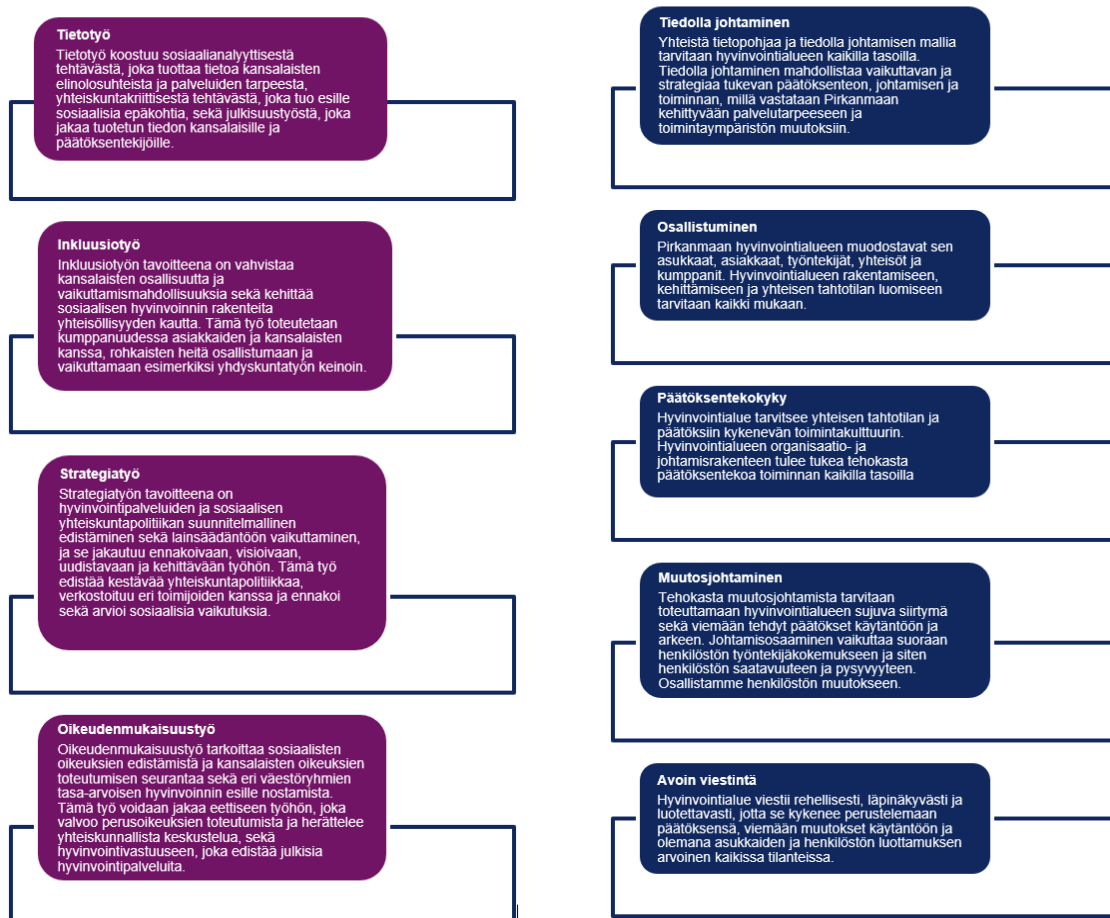 Tietotyö
Tietotyö koostuu sosiaalianalyyttisestä
tehtävästä, joka tuottaa tietoa kansalaisten
elinolosuhteista ja palveluiden tarpeesta,
yhteiskuntakriittisestä tehtävästä, joka tuo esille
sosiaalisia epäkohtia, sekä julkisuustyöstä, joka
jakaa tuotetun tiedon kansalaisille ja
päätöksentekijöille.
Inkluusiotyö
Inkluusiotyön tavoitteena on vahvistaa
kansalaisten osallisuutta ja
vaikuttamismahdollisuuksia sekä kehittää
sosiaalisen hyvinvoinnin rakenteita
yhteisöllisyyden kautta. Tämä työ toteutetaan
kumppanuudessa asiakkaiden ja kansalaisten
kanssa, rohkaisten heitä osallistumaan ja
vaikuttamaan esimerkiksi yhdyskuntatyön keinoin.
Strategiatyö
Strategiatyön tavoitteena on
hyvinvointipalveluiden ja sosiaalisen
yhteiskuntapolitiikan suunnitelmallinen
edistäminen sekä lainsäädäntöön vaikuttaminen,
ja se jakautuu ennakoivaan, visioivaan,
uudistavaan ja kehittävään työhön. Tämä työ
edistää kestävää yhteiskuntapolitiikkaa,
verkostoituu eri toimijoiden kanssa ja ennakoi
sekä arvioi sosiaalisia vaikutuksia.
Oikeudenmukaisuustyö
Oikeudenmukaisuustyö tarkoittaa sosiaalisten
oikeuksien edistämistä ja kansalaisten oikeuksien
toteutumisen seurantaa sekä eri väestöryhmien
tasa-arvoisen hyvinvoinnin esille nostamista.
Tämä työ voidaan jakaa eettiseen työhön, joka
valvoo perusoikeuksien toteutumista ja herättelee
yhteiskunnallista keskustelua, sekä
hyvinvointivastuuseen, joka edistää julkisia
hyvinvointipalveluita.
Tiedolla johtaminen
Yhteistä tietopohjaa ja tiedolla johtamisen mallia
tarvitaan hyvinvointialueen kaikilla tasoilla.
Tiedolla johtaminen mahdollistaa vaikuttavan ja
strategiaa tukevan päätöksenteon, johtamisen ja
toiminnan, millä vastataan Pirkanmaan
kehittyvään palvelutarpeeseen ja
toimintaympäristön muutoksiin.
Osallistuminen
Pirkanmaan hyvinvointialueen muodostavat sen
asukkaat, asiakkaat, työntekijät, yhteisöt ja
kumppanit. Hyvinvointialueen rakentamiseen,
kehittämiseen ja yhteisen tahtotilan luomiseen
tarvitaan kaikki mukaan.
Päätöksentekokyky
Hyvinvointialue tarvitsee yhteisen tahtotilan ja
päätöksiin kykenevän toimintakulttuurin.
Hyvinvointialueen organisaatio- ja
johtamisrakenteen tulee tukea tehokasta
päätöksentekoa toiminnan kaikilla tasoilla
Muutosjohtaminen
Tehokasta muutosjohtamista tarvitaan
toteuttamaan hyvinvointialueen sujuva siirtymä
sekä viemään tehdyt päätökset käytäntöön ja
arkeen. Johtamisosaaminen vaikuttaa suoraan
henkilöstön työntekijäkokemukseen ja siten
henkilöstön saatavuuteen ja pysyvyyteen.
Osallistamme henkilöstön muutokseen.
Avoin viestintä
Hyvinvointialue viestii rehellisesti, läpinäkyvästi ja
luotettavasti, jotta se kykenee perustelemaan
päätöksensä, viemään muutokset käytäntöön ja
olemana asukkaiden ja henkilöstön luottamuksen
arvoinen kaikissa tilanteissa.